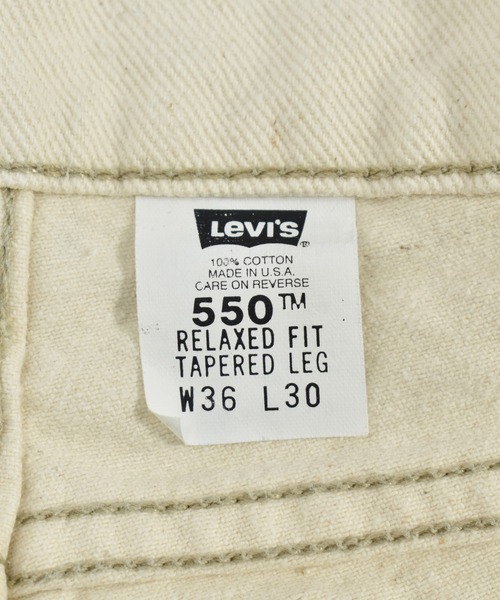 Levi's
100% COTTON
MADE IN U.S.A.
CARE ON REVERSE
550™
RELAXED FIT
TAPERED LEG
W36 L30